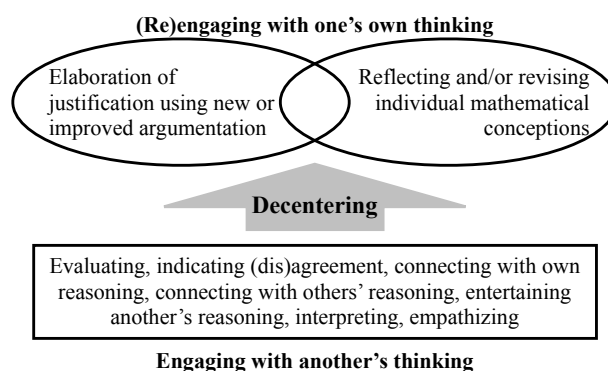 (Re)engaging with one’s own thinking
Elaboration of
justification using new or
improved argumentation
Reflecting and/or revising
individual mathematical
conceptions
Decentering
Evaluating, indicating (dis)agreement, connecting with own
reasoning, connecting with others’ reasoning, entertaining
another’s reasoning, interpreting, empathizing
Engaging with another’s thinking